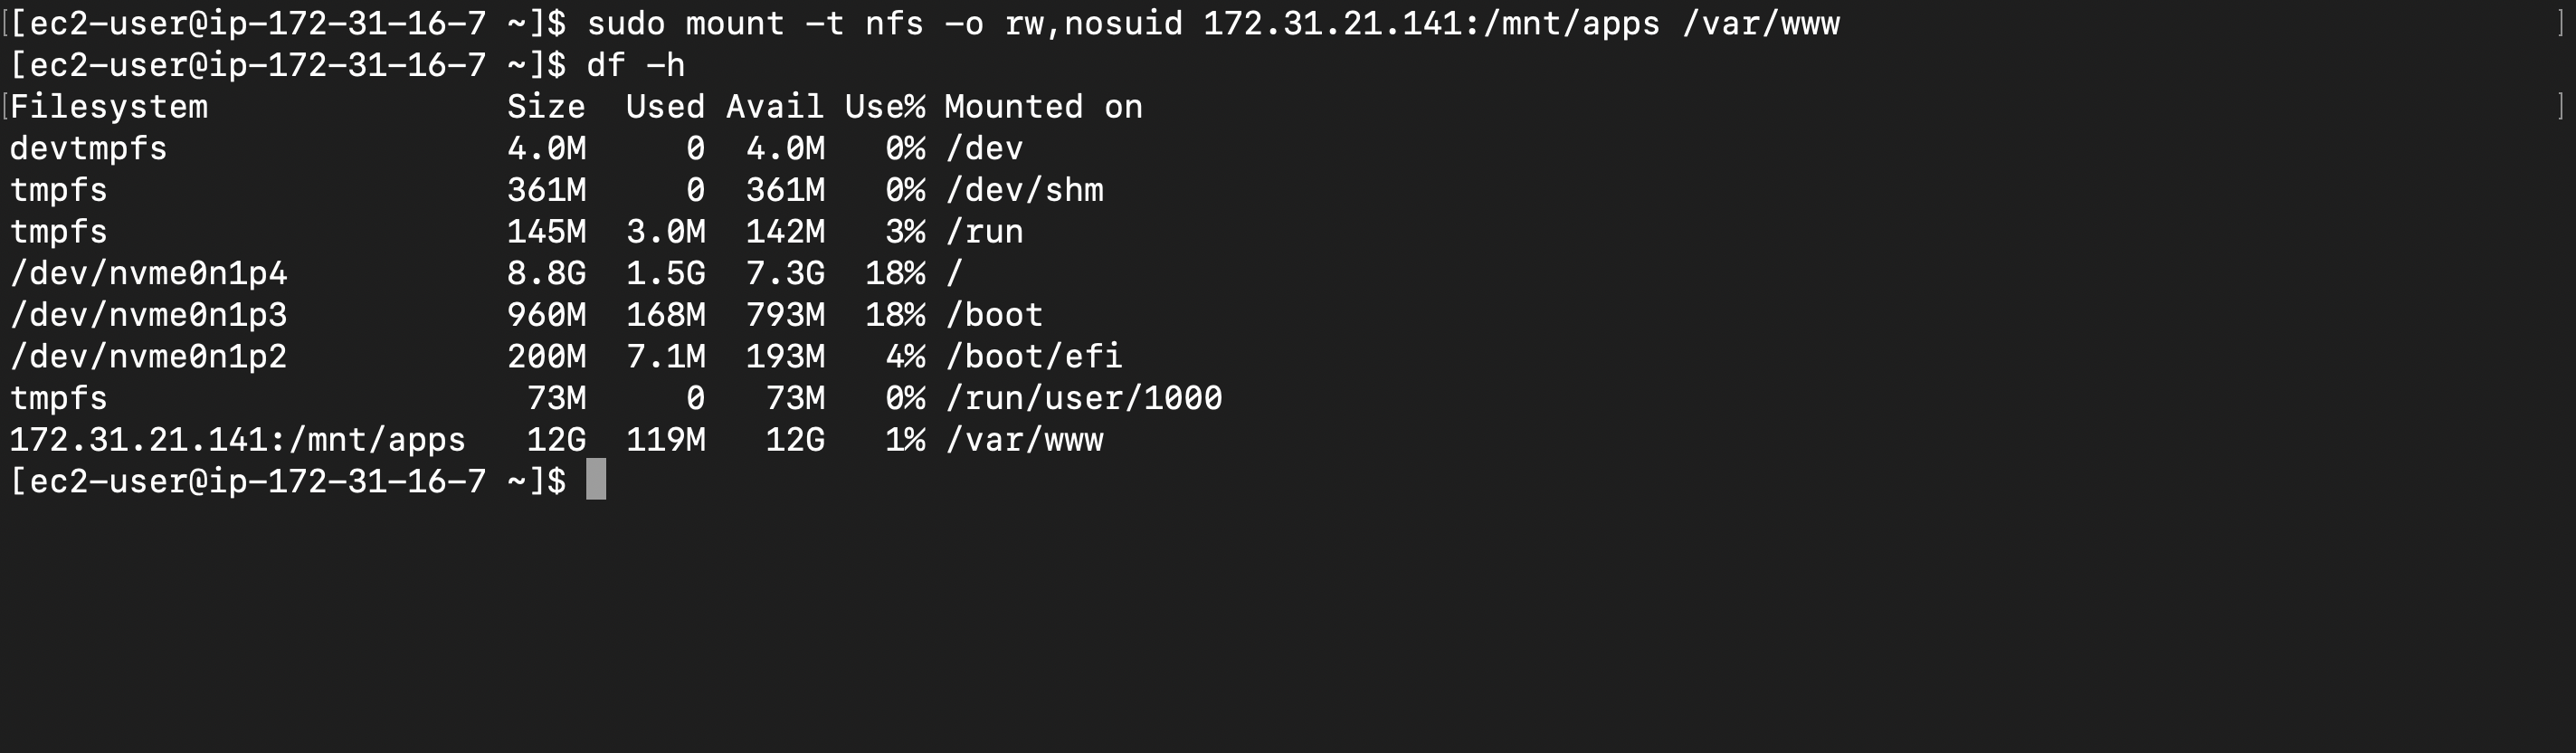 [[ec2-user@ip-172-31-16-7 ~]$ sudo mount -t nfs -o rw,nosuid 172.31.21.141:/mnt/apps /var/www ]
[ec2-user@ip-172-31-16-7 ~]$ df -h
[Filesystem               Size  Used Avail Use% Mounted on ]
devtmpfs                 4.0M     0  4.0M   0% /dev
tmpfs                    361M     0  361M   0% /dev/shm
tmpfs                    145M  3.0M  142M   3% /run
/dev/nvme0n1p4           8.8G  1.5G  7.3G  18% /
/dev/nvme0n1p3           960M  168M  793M  18% /boot
/dev/nvme0n1p2           200M  7.1M  193M   4% /boot/efi
tmpfs                     73M     0   73M   0% /run/user/1000
172.31.21.141:/mnt/apps   12G  119M   12G   1% /var/www
[ec2-user@ip-172-31-16-7 ~]$